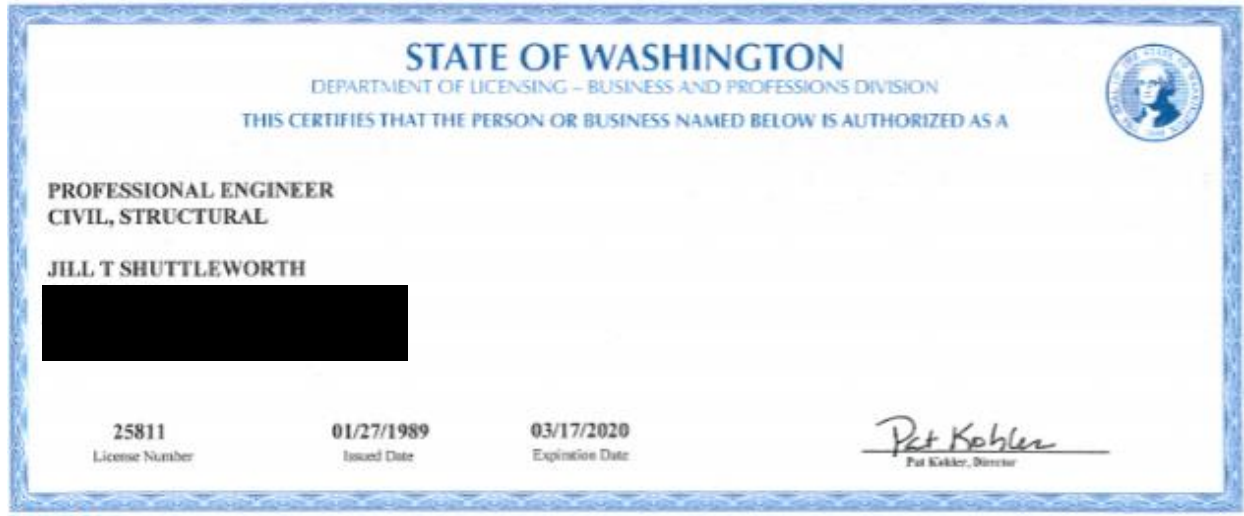 STATE OF WASHINGTON
DEPARTMENT OF LICENSING – BUSINESS AND PROFESSIONS DIVISION
THIS CERTIFIES THAT THE PERSON OR BUSINESS NAMED BELOW IS AUTHORIZED AS A
PROFESSIONAL ENGINEER
CIVIL, STRUCTURAL
JILL T SHUTTLEWORTH
25811 01/27/1989 03/17/2020 Pat Kohler
License Number Issued Date Expiration Date Pat Kohler, Director